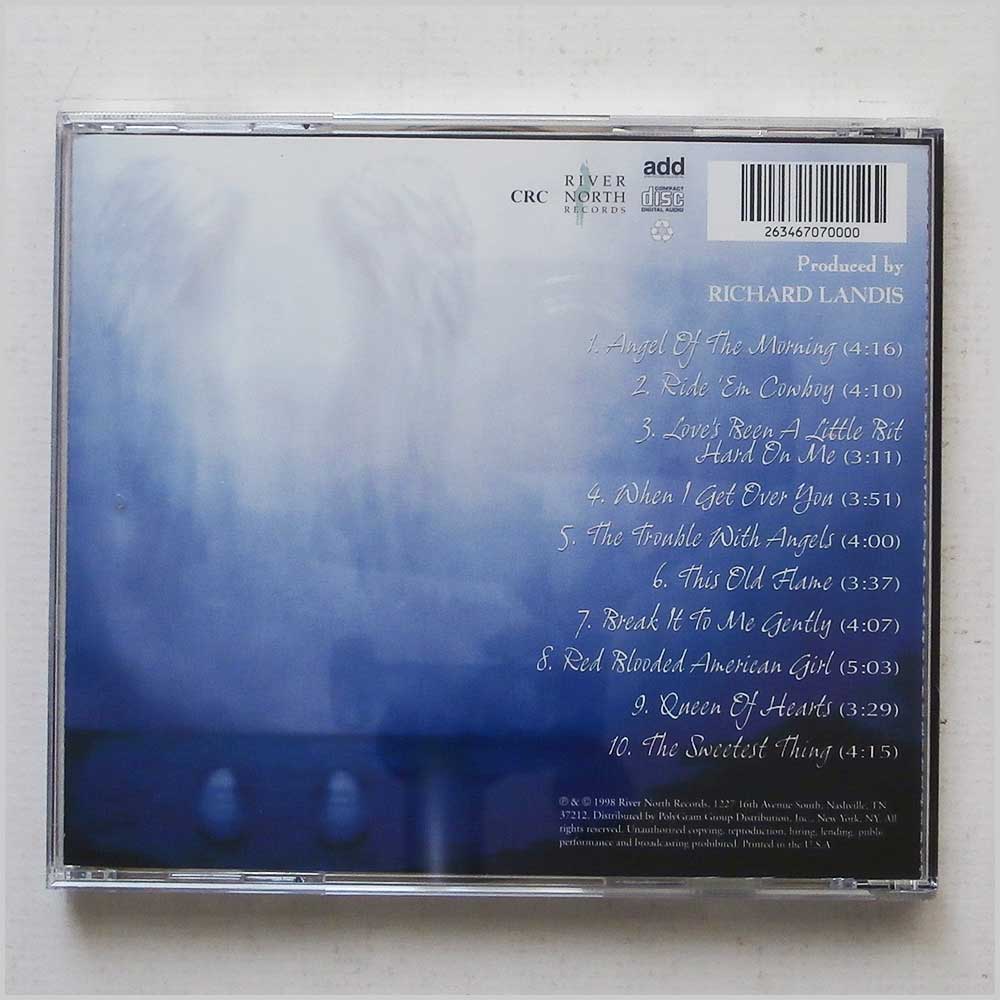 CRC
RIVER
NORTH
RECORDS
add
COMPACT
disc
DIGITAL AUDIO
263467070000
Produced by
RICHARD LANDIS
1. Angel Of The Morning (4:16)
2. Ride 'Em Cowboy (4:10)
3. Love's Been A Little Bit
Hard On Me (3:11)
4. When I Get Over You (3:51)
5. The Trouble With Angels (4:00)
6. This Old Flame (3:37)
7. Break It To Me Gently (4:07)
8. Red Blooded American Girl (5:03)
9. Queen Of Hearts (3:29)
10. The Sweetest Thing (4:15)
℗ & © 1998 River North Records, 1227 16th Avenue South, Nashville, TN
37212. Distributed by PolyGram Group Distribution, Inc., New York, NY. All
rights reserved. Unauthorized copying, reproduction, hiring, lending, public
performance and broadcasting prohibited. Printed in the U.S.A